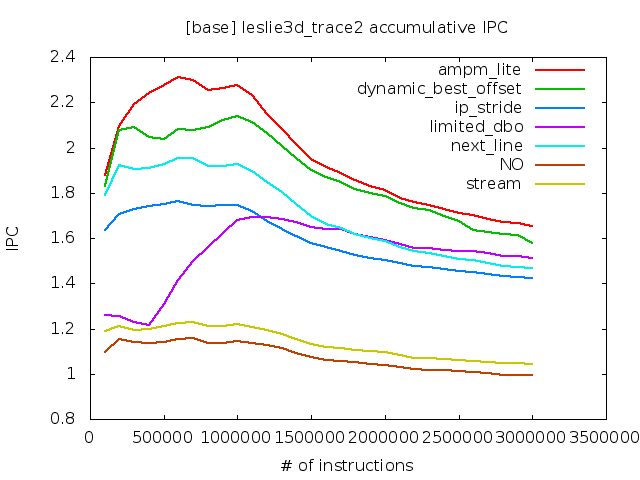 [base] leslie3d_trace2 accumulative IPC
2.4
2.2
2
1.8
1.6
1.4
1.2
1
0.8
IPC
ampm_lite
dynamic_best_offset
ip_stride
limited_dbo
next_line
NO
stream
0 500000 1000000 1500000 2000000 2500000 3000000 3500000
# of instructions